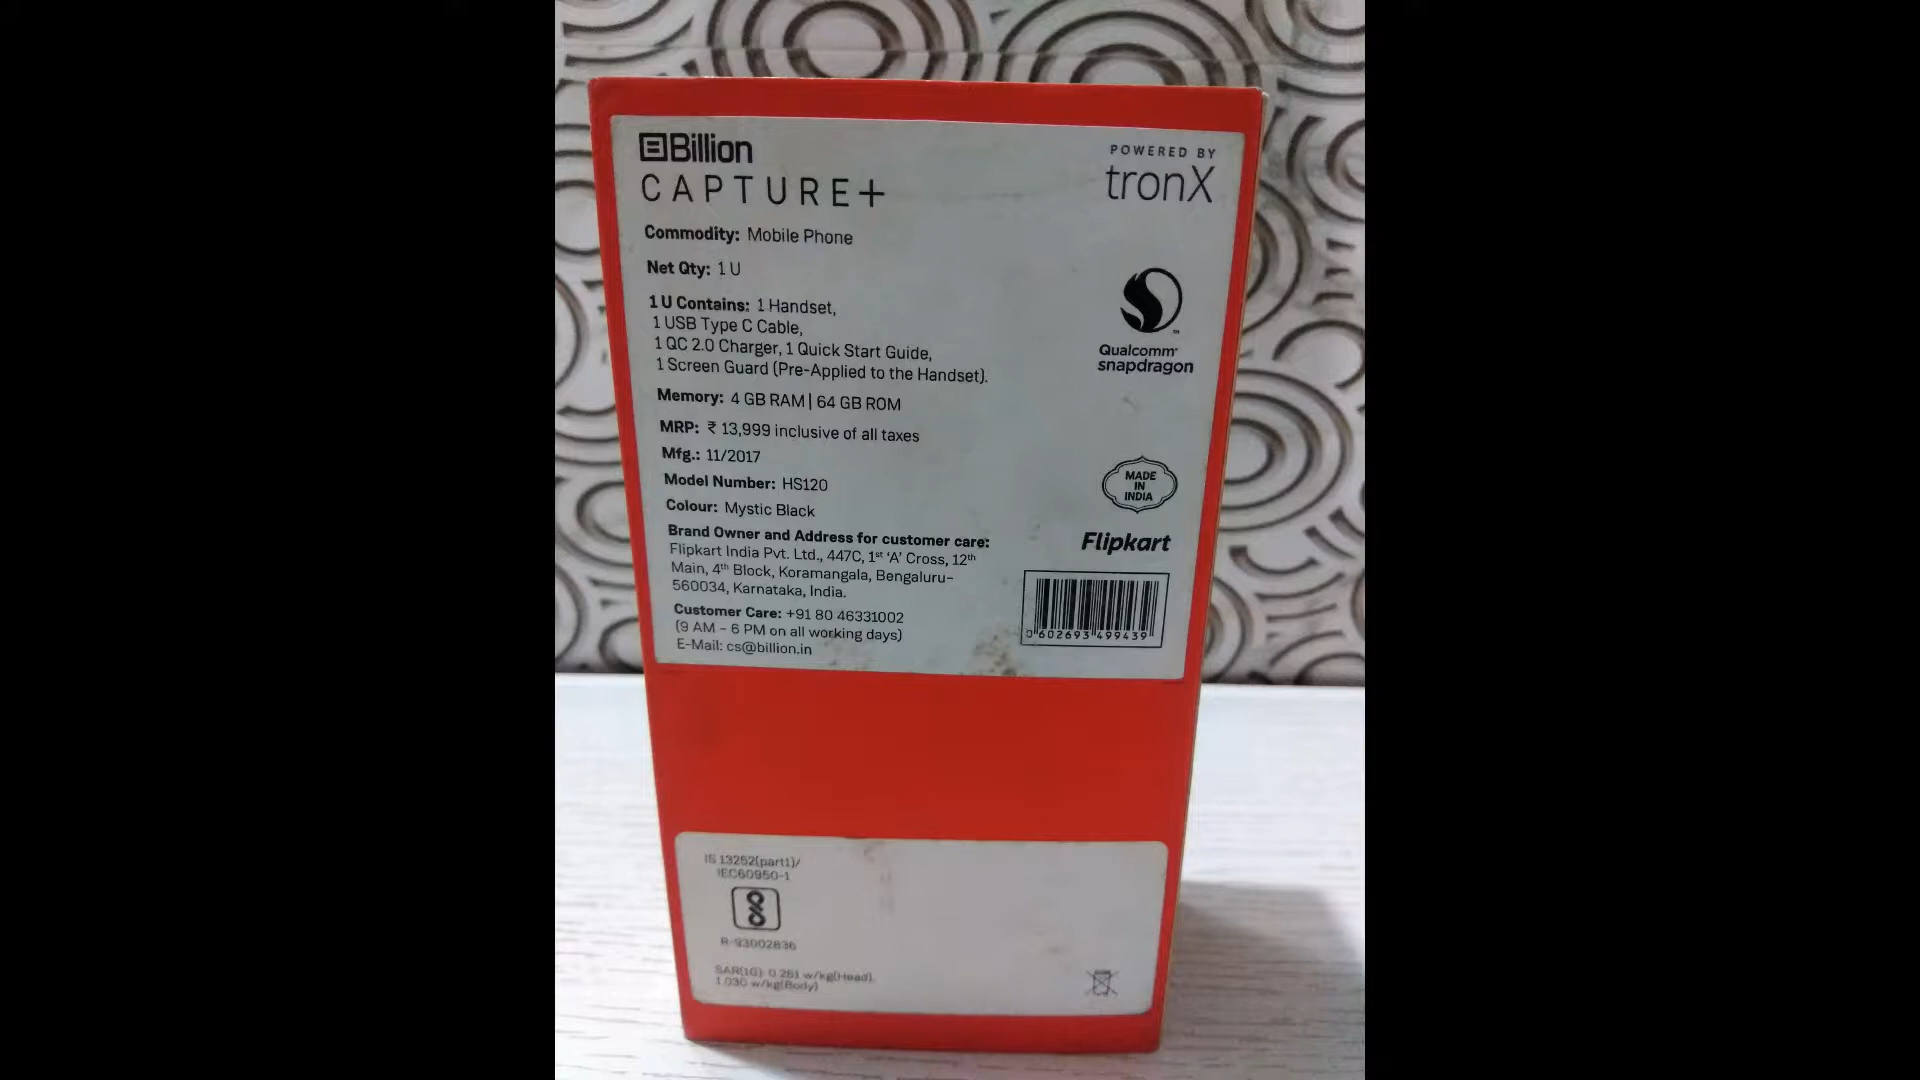 Billion
CAPTURE+
POWERED BY
tronX
Commodity: Mobile Phone
Net Qty: 1 U
1 U Contains: 1 Handset,
1 USB Type C Cable,
1 QC 2.0 Charger, 1 Quick Start Guide,
1 Screen Guard (Pre-Applied to the Handset).
Memory: 4 GB RAM | 64 GB ROM
MRP: ₹ 13,999 inclusive of all taxes
Mfg.: 11/2017
Model Number: HS120
Colour: Mystic Black
Brand Owner and Address for customer care:
Flipkart India Pvt. Ltd., 447C, 1st 'A' Cross, 12th
Main, 4th Block, Koramangala, Bengaluru-
560034, Karnataka, India.
Customer Care: +91 80 46331002
(9 AM - 6 PM on all working days)
E-Mail: cs@billion.in
Qualcomm
snapdragon
MADE
IN
INDIA
Flipkart
0 602693 499439
IS 13252(part1)/
IEC60950-1
R-93002836
SAR(1G): 0.261 w/kg(Head).
1.030 w/kg(Body)